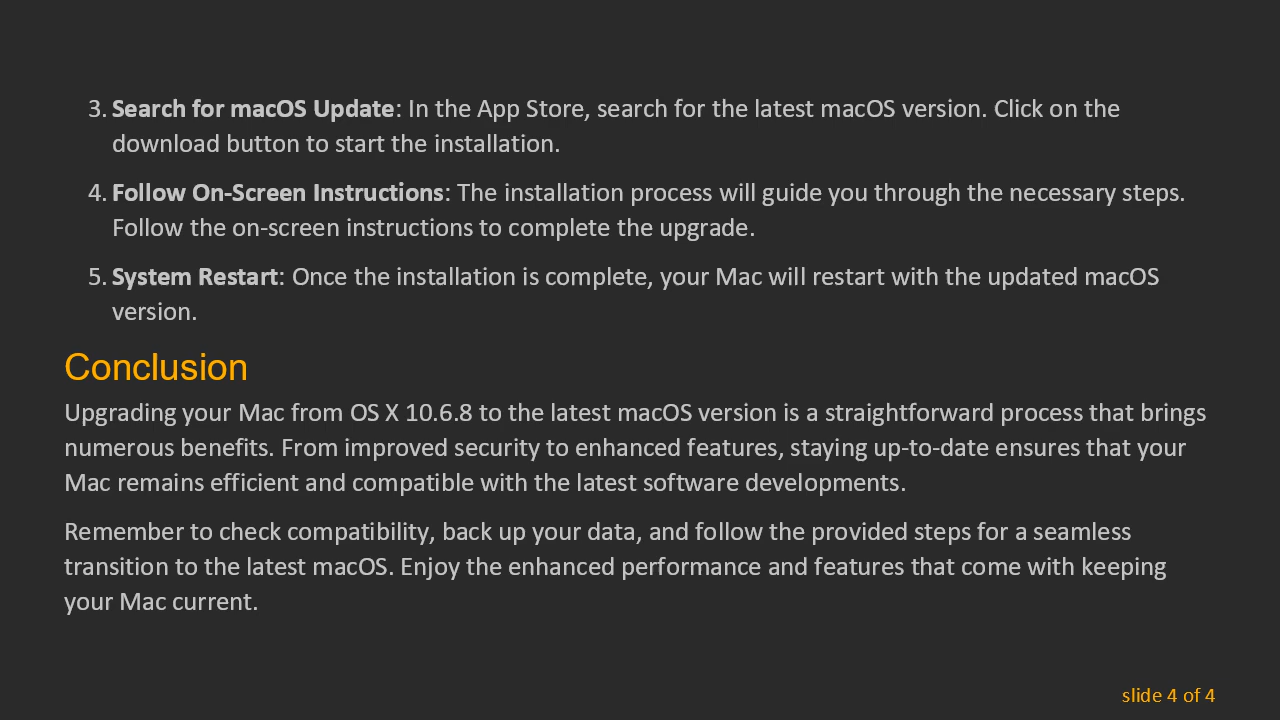 3. Search for macOS Update: In the App Store, search for the latest macOS version. Click on the
download button to start the installation.
4. Follow On-Screen Instructions: The installation process will guide you through the necessary steps.
Follow the on-screen instructions to complete the upgrade.
5. System Restart: Once the installation is complete, your Mac will restart with the updated macOS
version.
Conclusion
Upgrading your Mac from OS X 10.6.8 to the latest macOS version is a straightforward process that brings
numerous benefits. From improved security to enhanced features, staying up-to-date ensures that your
Mac remains efficient and compatible with the latest software developments.
Remember to check compatibility, back up your data, and follow the provided steps for a seamless
transition to the latest macOS. Enjoy the enhanced performance and features that come with keeping
your Mac current.
slide 4 of 4